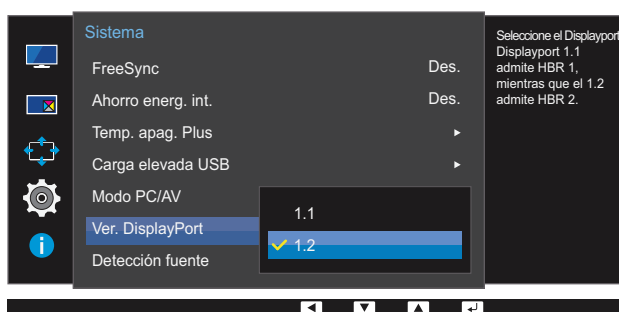 Sistema
FreeSync Des.
Ahorro energ. int. Des.
Temp. apag. Plus
Carga elevada USB
Modo PC/AV
Ver. DisplayPort
Detección fuente
1.1
1.2
Seleccione el Displayport
Displayport 1.1
admite HBR 1,
mientras que el 1.2
admite HBR 2.